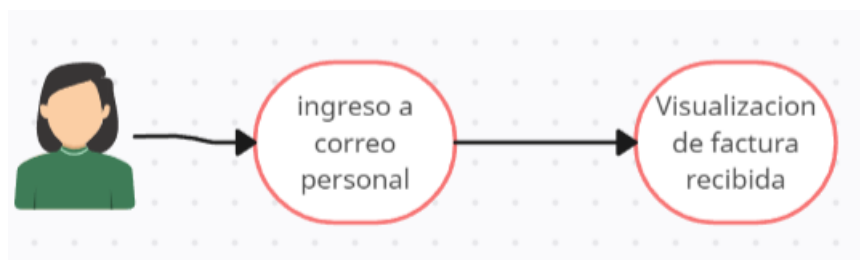 ingreso a
correo
personal
Visualizacion
de factura
recibida